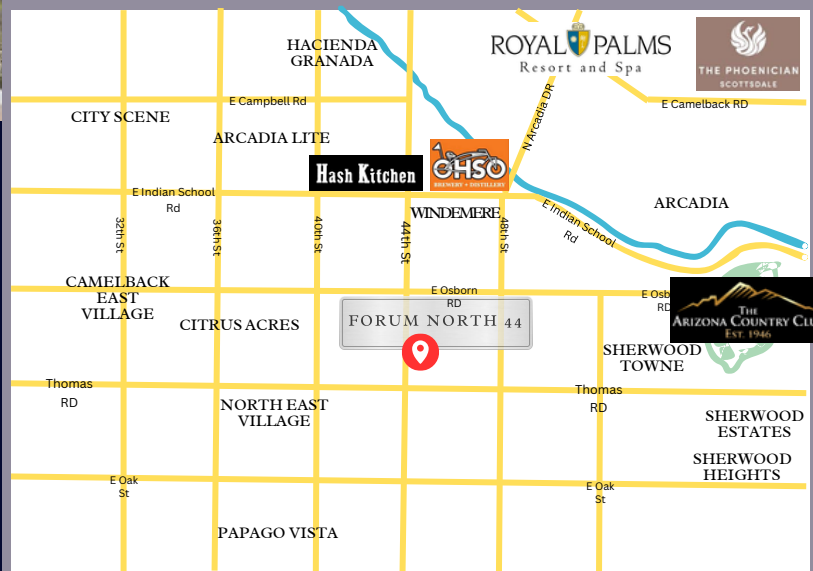 ROYAL PALMS
Resort and Spa
THE PHOENICIAN
SCOTTSDALE
HACIENDA
GRANADA
E Campbell Rd
E Camelback RD
CITY SCENE
N Arcadia DR
ARCADIA LITE
Hash Kitchen
OHSO
BREWERY + DISTILLERY
E Indian School
Rd
WINDEMERE
ARCADIA
32th St
36th St
40th St
44th St
48th St
E Indian School
Rd
CAMELBACK
EAST
VILLAGE
E Osborn
RD
E Osb
RD
THE
ARIZONA COUNTRY CLU
EST. 1946
CITRUS ACRES
FORUM NORTH 44
SHERWOOD
TOWNE
Thomas
RD
Thomas
RD
NORTH EAST
VILLAGE
SHERWOOD
ESTATES
SHERWOOD
HEIGHTS
E Oak
St
E Oak
St
PAPAGO VISTA